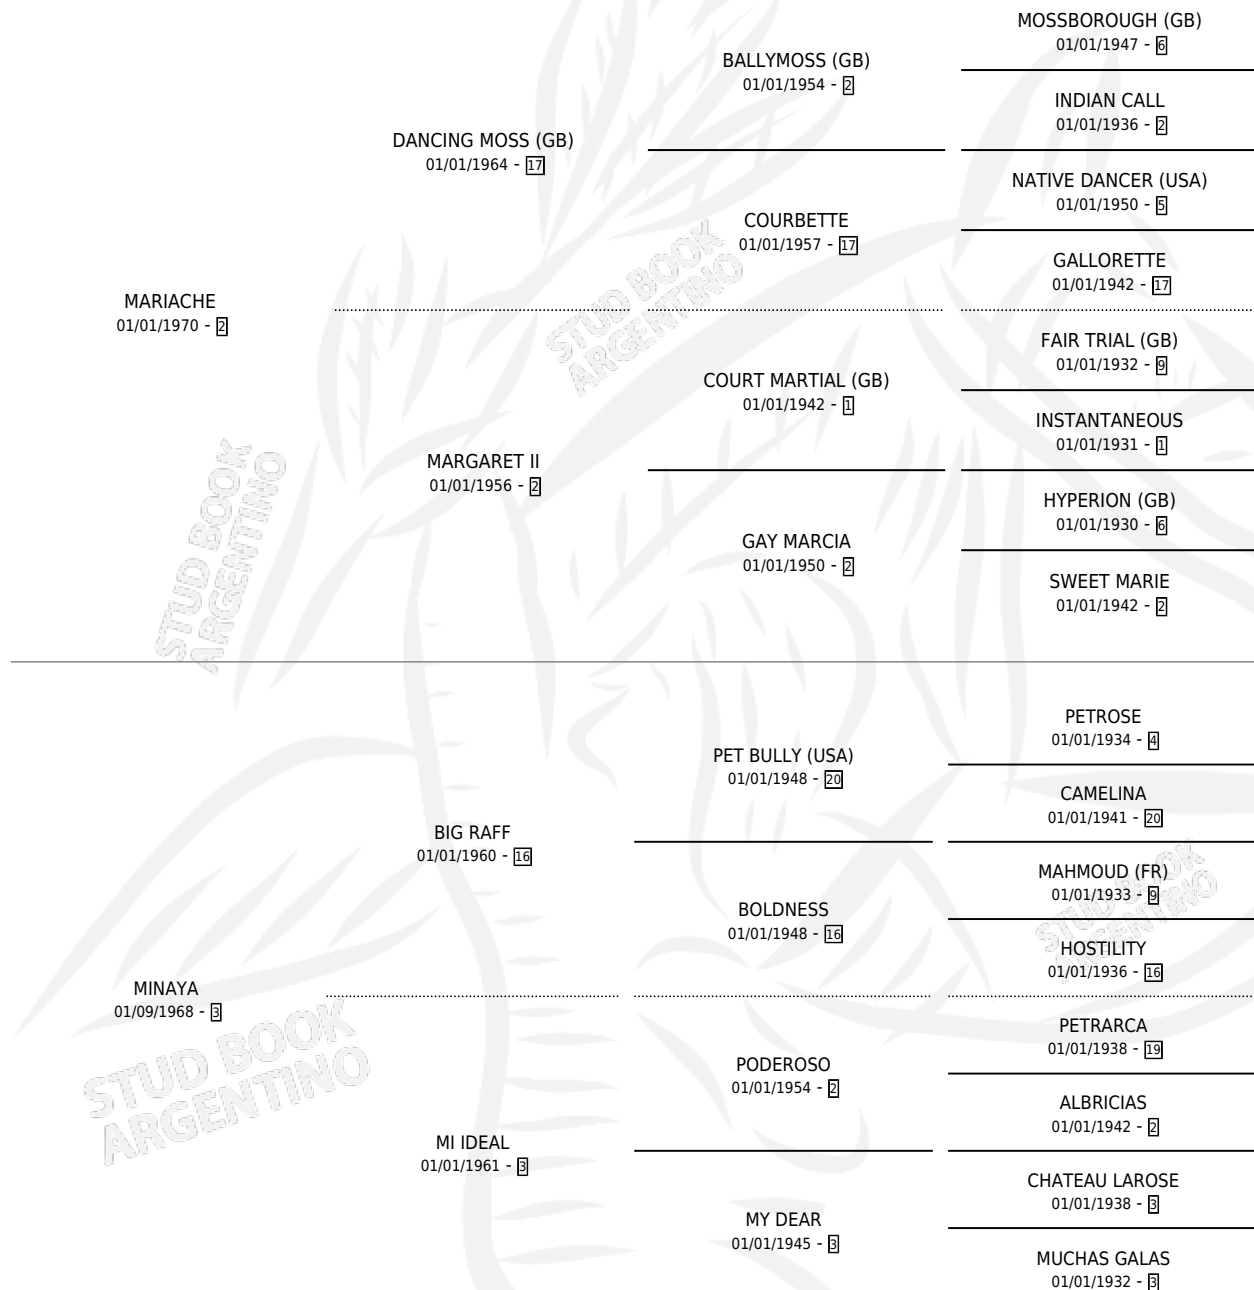 MOSSBOROUGH (GB)
01/01/1947 - 6
BALLYMOSS (GB)
01/01/1954 - 2
INDIAN CALL
01/01/1936 - 2
DANCING MOSS (GB)
01/01/1964 - 17
NATIVE DANCER (USA)
01/01/1950 - 5
COURBETTE
01/01/1957 - 17
GALLORETTE
01/01/1942 - 17
MARIACHE
01/01/1970 - 2
FAIR TRIAL (GB)
01/01/1932 - 9
COURT MARTIAL (GB)
01/01/1942 - 1
INSTANTANEOUS
01/01/1931 - 1
MARGARET II
01/01/1956 - 2
HYPERION (GB)
01/01/1930 - 6
GAY MARCIA
01/01/1950 - 2
SWEET MARIE
01/01/1942 - 2
STUD BOOK
ARGENTINO
STUD BOOK
ARGENTINO
PETROSE
01/01/1934 - 4
PET BULLY (USA)
01/01/1948 - 20
CAMELINA
01/01/1941 - 20
BIG RAFF
01/01/1960 - 16
MAHMOUD (FR)
01/01/1933 - 9
BOLDNESS
01/01/1948 - 16
HOSTILITY
01/01/1936 - 16
STUD BOOK
ARGENTINO
MINAYA
01/09/1968 - 3
PETRARCA
01/01/1938 - 19
PODEROSO
01/01/1954 - 2
ALBRICIAS
01/01/1942 - 2
MI IDEAL
01/01/1961 - 3
CHATEAU LAROSE
01/01/1938 - 3
MY DEAR
01/01/1945 - 3
MUCHAS GALAS
01/01/1932 - 3
STUD BOOK
ARGENTINO